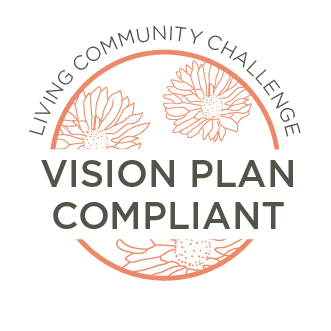 LIVING COMMUNITY CHALLENGE
VISION PLAN
COMPLIANT